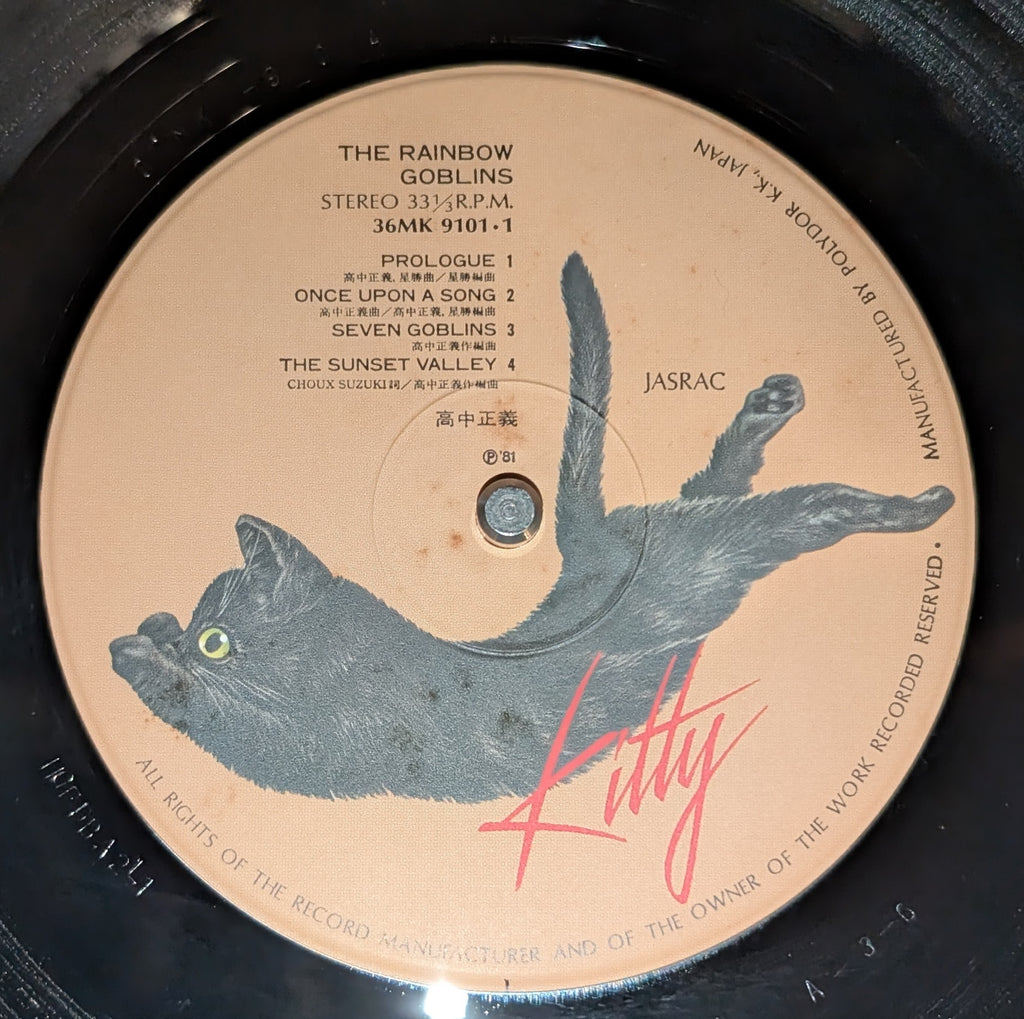 THE RAINBOW
GOBLINS
STEREO 33⅓R.P.M.
36MK 9101・1
PROLOGUE 1
高中正義, 星勝曲／星勝編曲
ONCE UPON A SONG 2
高中正義曲／高中正義, 星勝編曲
SEVEN GOBLINS 3
高中正義作編曲
THE SUNSET VALLEY 4
CHOUX SUZUKI詞／高中正義作編曲
高中正義
Ⓟ'81
JASRAC
Kitty
ALL RIGHTS OF THE RECORD MANUFACTURER AND OF THE OWNER OF THE WORK RECORDED RESERVED • MANUFACTURED BY POLYDOR K.K., JAPAN